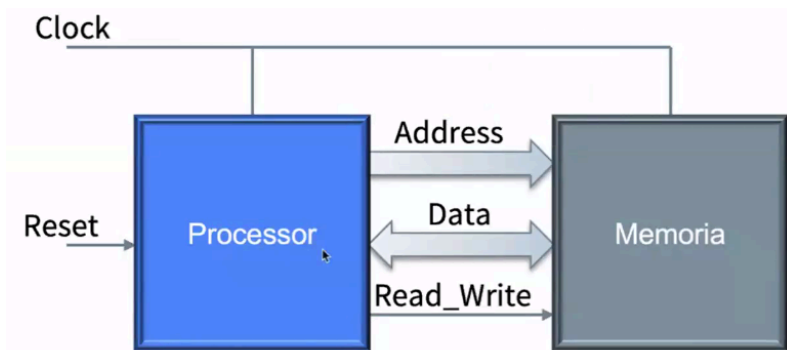 Clock
Address
Reset
Processor
Data
Memoria
Read_Write